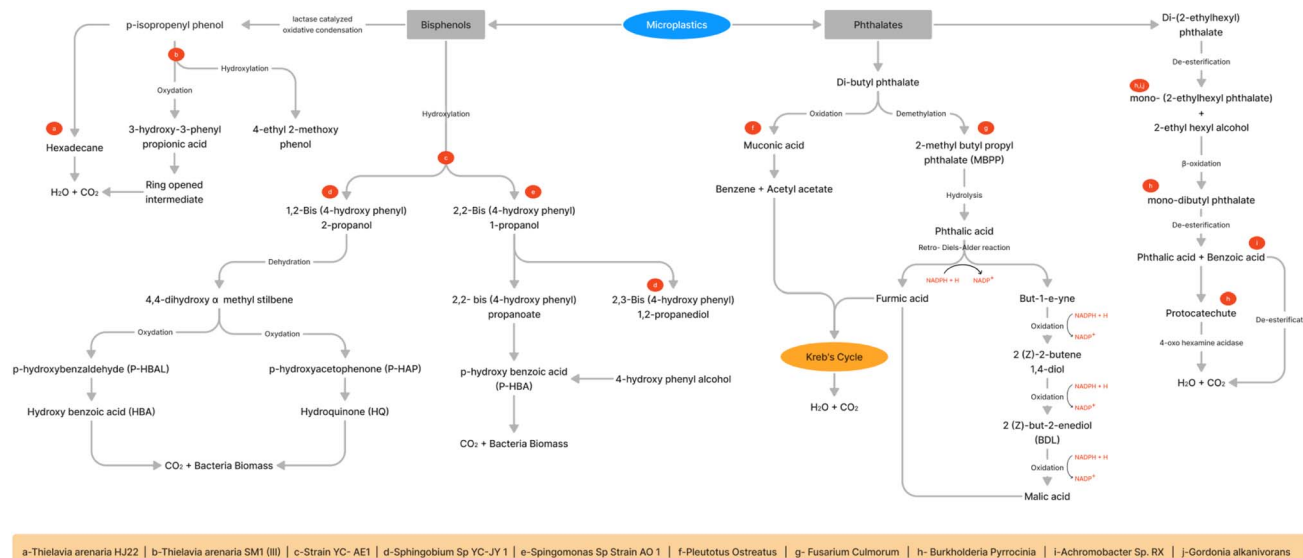 p-isopropenyl phenol
lactase catalyzed
oxidative condensation
Bisphenols
Microplastics
Phthalates
Di-(2-ethylhexyl)
phthalate
b
Hydroxylation
Oxydation
a
Hexadecane
3-hydroxy-3-phenyl
propionic acid
4-ethyl 2-methoxy
phenol
H2O + CO2
Ring opened
intermediate
Hydroxylation
c
d
1,2-Bis (4-hydroxy phenyl)
2-propanol
e
2,2-Bis (4-hydroxy phenyl)
1-propanol
Dehydration
4,4-dihydroxy α methyl stilbene
Oxydation
Oxydation
p-hydroxybenzaldehyde (P-HBAL)
p-hydroxyacetophenone (P-HAP)
Hydroxy benzoic acid (HBA)
Hydroquinone (HQ)
CO2 + Bacteria Biomass
2,2- bis (4-hydroxy phenyl)
propanoate
d
2,3-Bis (4-hydroxy phenyl)
1,2-propanediol
p-hydroxy benzoic acid
(P-HBA)
4-hydroxy phenyl alcohol
CO2 + Bacteria Biomass
Di-butyl phthalate
Oxidation
Demethylation
f
Muconic acid
g
2-methyl butyl propyl
phthalate (MBPP)
Benzene + Acetyl acetate
Hydrolysis
Phthalic acid
Retro- Diels-Alder reaction
NADPH + H
NADP+
Furmic acid
But-1-e-yne
Oxidation
NADPH + H
NADP+
Kreb's Cycle
2 (Z)-2-butene
1,4-diol
Oxidation
NADPH + H
NADP+
H2O + CO2
2 (Z)-but-2-enediol
(BDL)
Oxidation
NADPH + H
NADP+
Malic acid
De-esterification
h,i,j
mono- (2-ethylhexyl phthalate)
+
2-ethyl hexyl alcohol
β-oxidation
h
mono-dibutyl phthalate
De-esterification
i
Phthalic acid + Benzoic acid
h
Protocatechute
De-esterificat
4-oxo hexamine acidase
H2O + CO2
a-Thielavia arenaria HJ22 | b-Thielavia arenaria SM1 (III) | c-Strain YC- AE1 | d-Sphingobium Sp YC-JY 1 | e-Spingomonas Sp Strain AO 1 | f-Pleutotus Ostreatus | g- Fusarium Culmorum | h- Burkholderia Pyrrocinia | i-Achromobacter Sp. RX | j-Gordonia alkanivorans